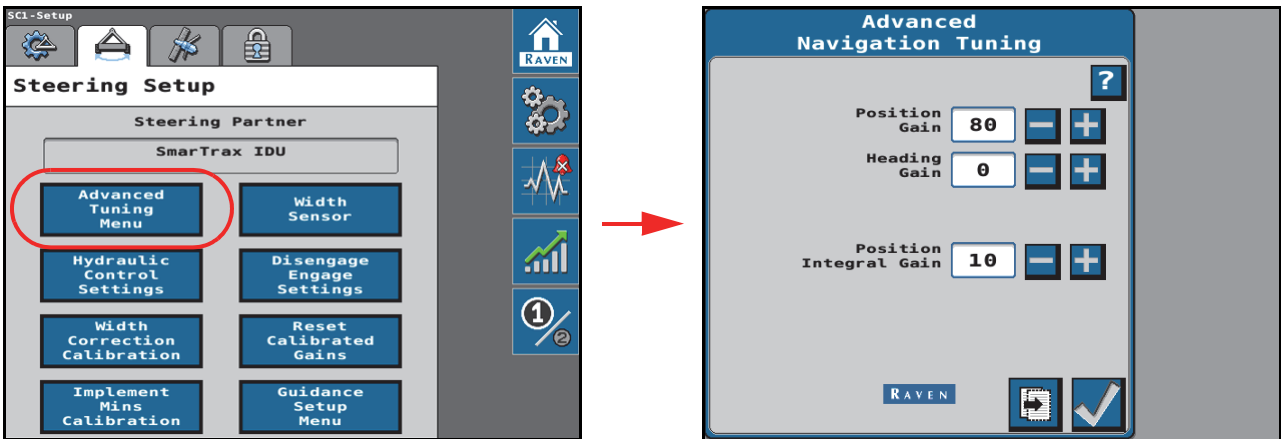 SC1-Setup
Steering Setup
Steering Partner
SmarTrax IDU
Advanced
Tuning
Menu
Width
Sensor
Hydraulic
Control
Settings
Disengage
Engage
Settings
Width
Correction
Calibration
Reset
Calibrated
Gains
Implement
Mins
Calibration
Guidance
Setup
Menu
RAVEN
1/2
Advanced
Navigation Tuning
?
Position
Gain
80
Heading
Gain
0
Position
Integral Gain
10
RAVEN